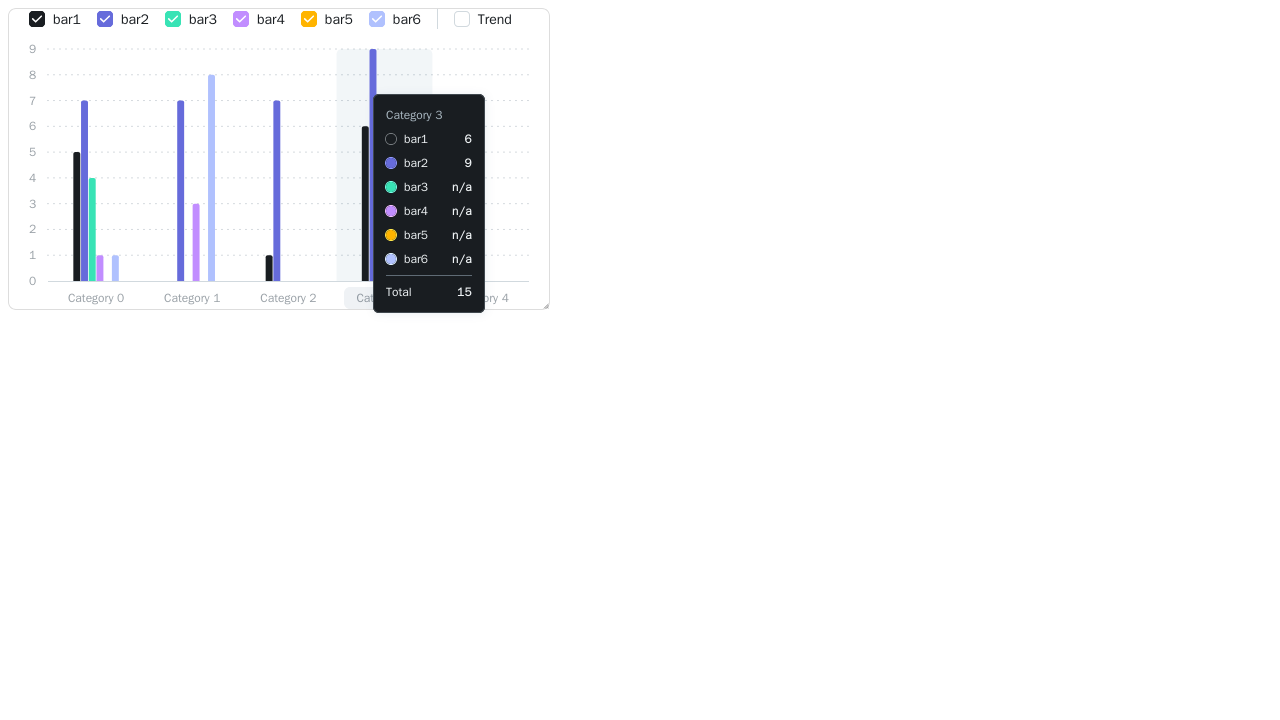 bar1 bar2 bar3 bar4 bar5 bar6 Trend
9
8
7
6
5
4
3
2
1
0
Category 0 Category 1 Category 2
Category 3
bar1 6
bar2 9
bar3 n/a
bar4 n/a
bar5 n/a
bar6 n/a
Total 15